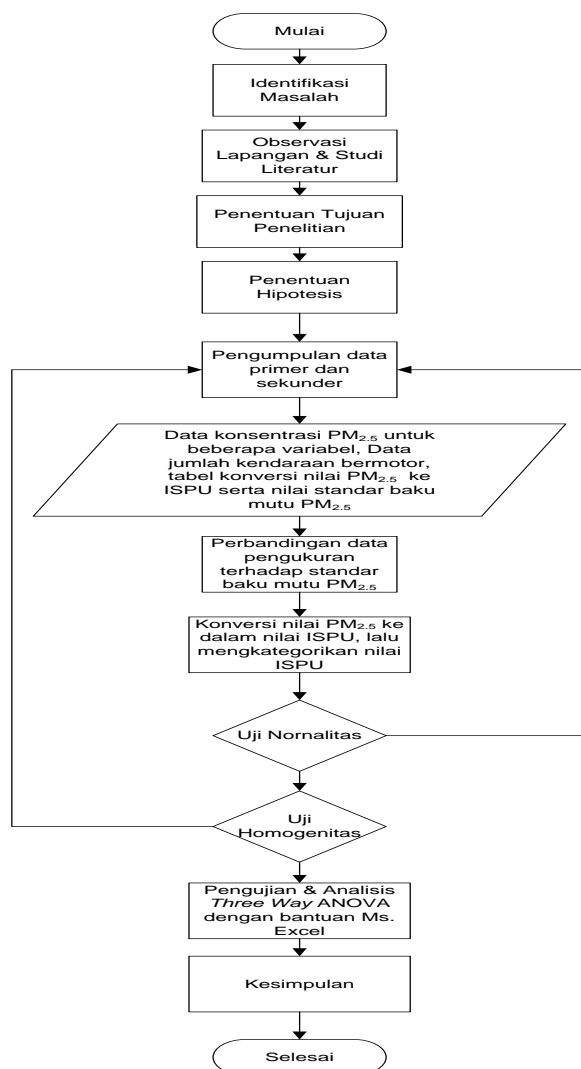 Mulai
Identifikasi
Masalah
Observasi
Lapangan & Studi
Literatur
Penentuan Tujuan
Penelitian
Penentuan
Hipotesis
Pengumpulan data
primer dan
sekunder
Data konsentrasi PM₂.₅ untuk
beberapa variabel, Data
jumlah kendaraan bermotor,
tabel konversi nilai PM₂.₅ ke
ISPU serta nilai standar baku
mutu PM₂.₅
Perbandingan data
pengukuran
terhadap standar
baku mutu PM₂.₅
Konversi nilai PM₂.₅ ke
dalam nilai ISPU, lalu
mengkategorikan nilai
ISPU
Uji Nornalitas
Uji
Homogenitas
Pengujian & Analisis
Three Way ANOVA
dengan bantuan Ms.
Excel
Kesimpulan
Selesai